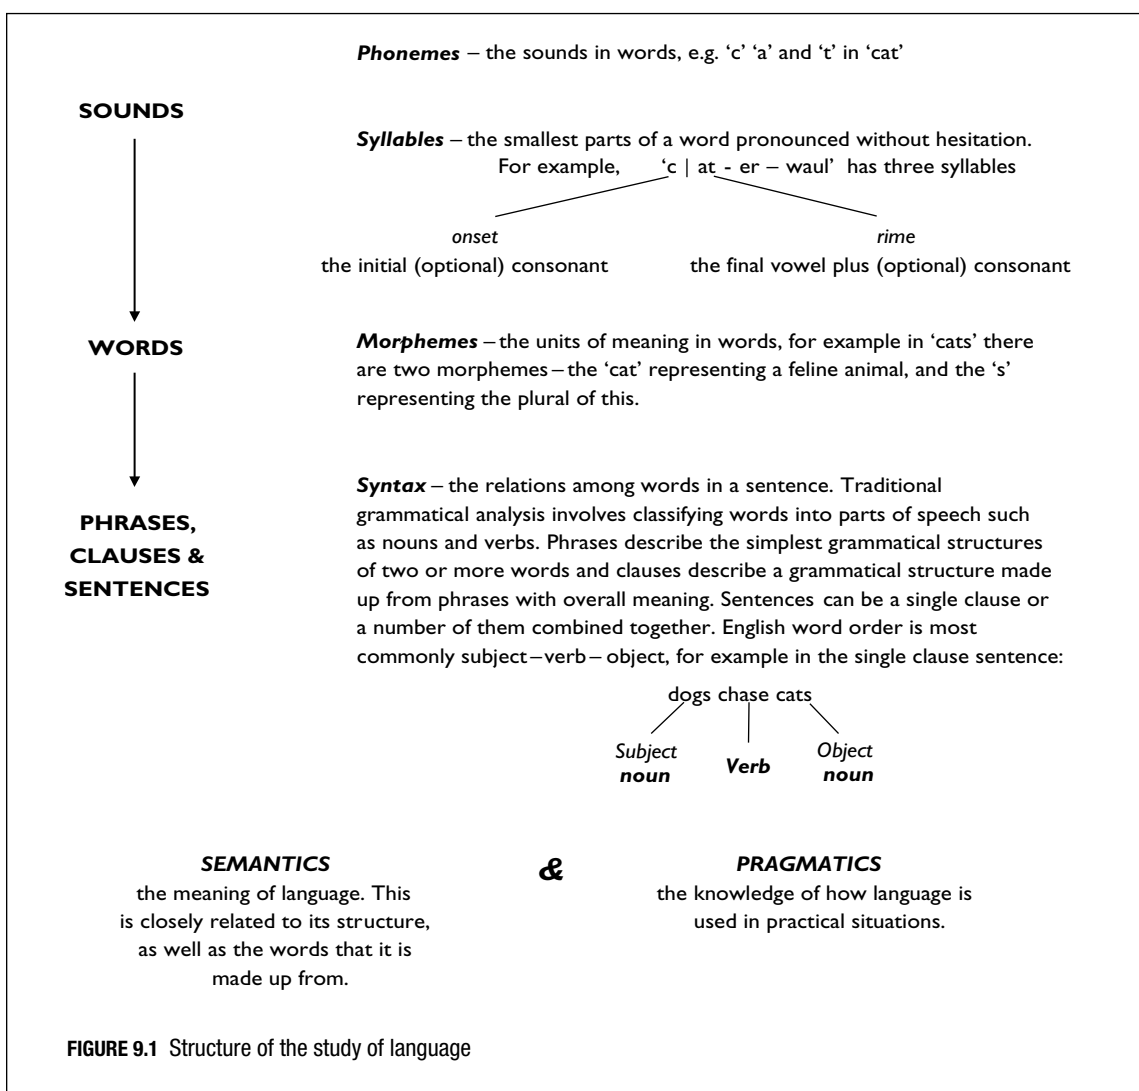 Phonemes – the sounds in words, e.g. ‘c’ ‘a’ and ‘t’ in ‘cat’
SOUNDS
Syllables – the smallest parts of a word pronounced without hesitation.
For example, ‘c | at - er – waul’ has three syllables
onset
rime
the initial (optional) consonant
the final vowel plus (optional) consonant
WORDS
Morphemes – the units of meaning in words, for example in ‘cats’ there
are two morphemes – the ‘cat’ representing a feline animal, and the ‘s’
representing the plural of this.
PHRASES,
CLAUSES &
SENTENCES
Syntax – the relations among words in a sentence. Traditional
grammatical analysis involves classifying words into parts of speech such
as nouns and verbs. Phrases describe the simplest grammatical structures
of two or more words and clauses describe a grammatical structure made
up from phrases with overall meaning. Sentences can be a single clause or
a number of them combined together. English word order is most
commonly subject – verb – object, for example in the single clause sentence:
dogs chase cats
Subject
noun
Verb
Object
noun
SEMANTICS
the meaning of language. This
is closely related to its structure,
as well as the words that it is
made up from.
&
PRAGMATICS
the knowledge of how language is
used in practical situations.
FIGURE 9.1 Structure of the study of language